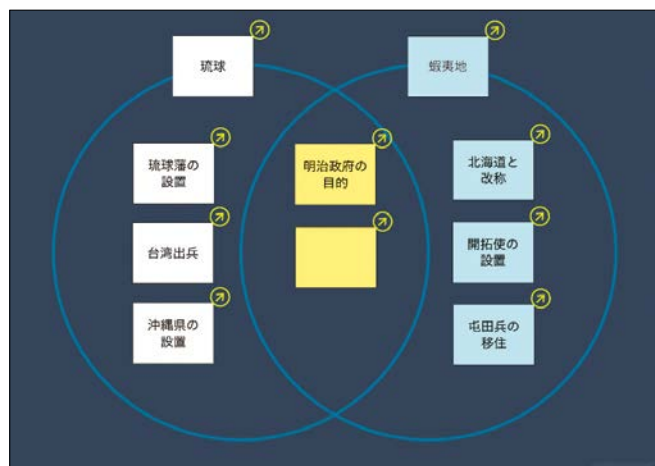 琉球
蝦夷地
琉球藩の
設置
台湾出兵
沖縄県の
設置
明治政府の
目的
北海道と
改称
開拓使の
設置
屯田兵の
移住